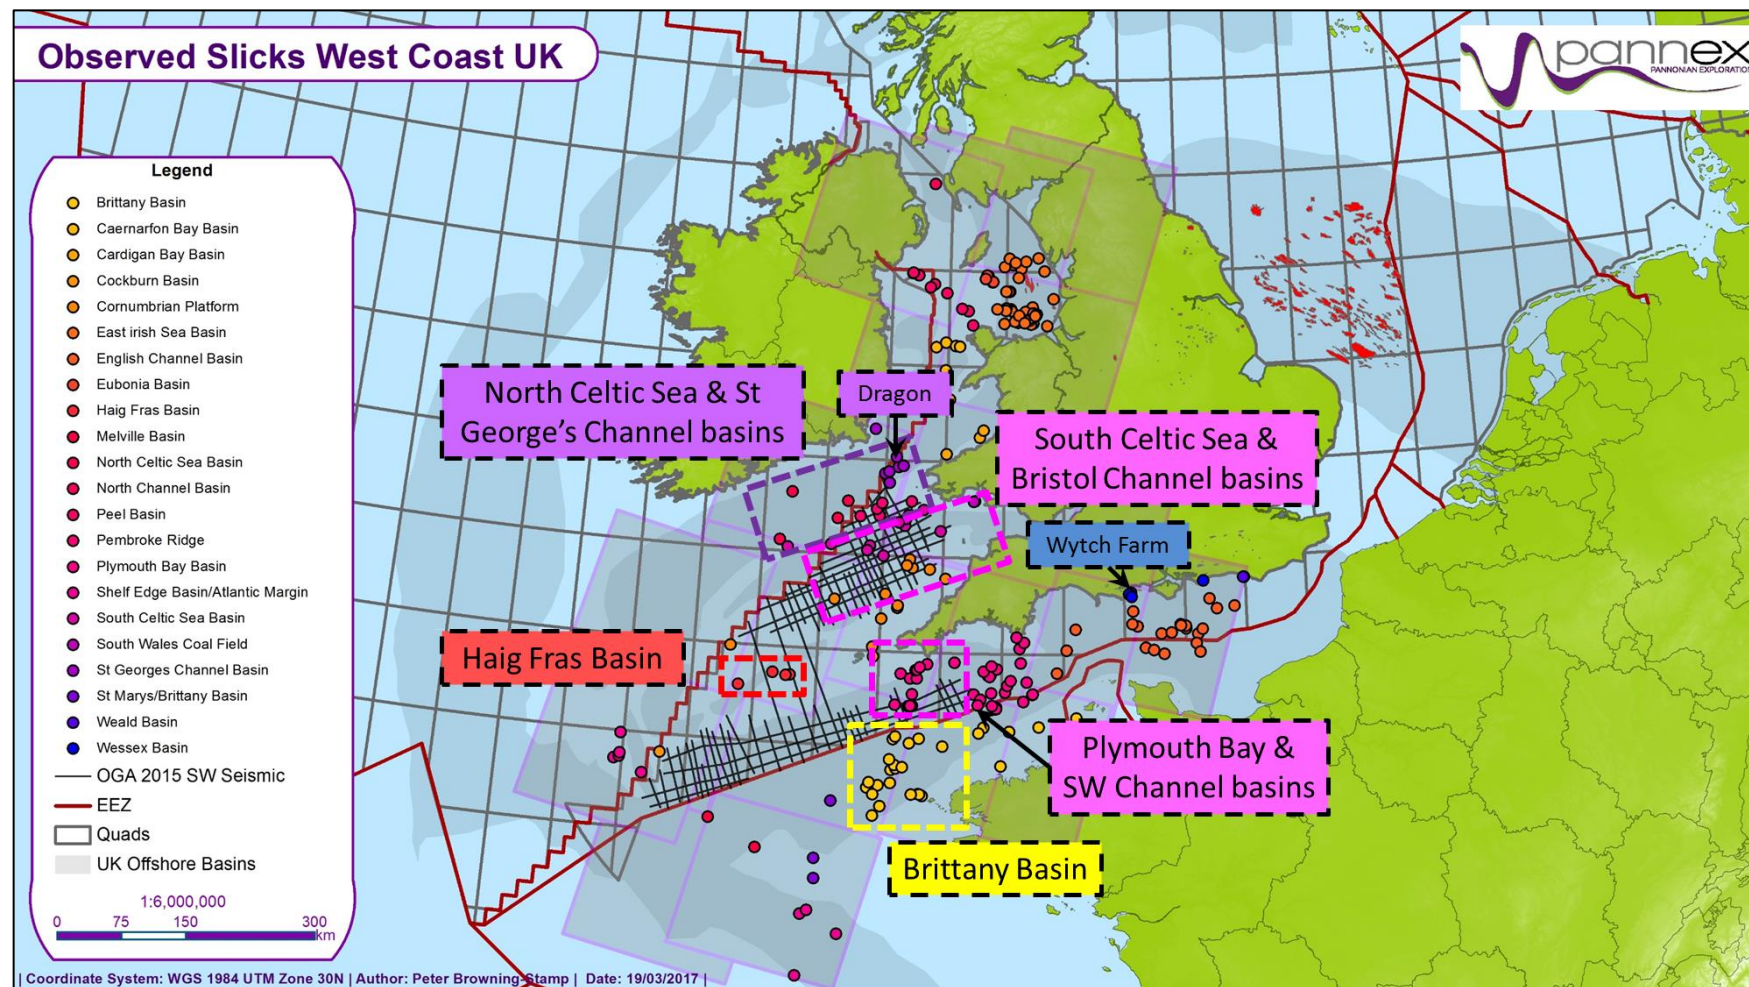 Observed Slicks West Coast UK
pannex
PANNONIAN EXPLORATION
Legend
Brittany Basin
Caernarfon Bay Basin
Cardigan Bay Basin
Cockburn Basin
Cornumbrian Platform
East irish Sea Basin
English Channel Basin
Eubonia Basin
Haig Fras Basin
Melville Basin
North Celtic Sea Basin
North Channel Basin
Peel Basin
Pembroke Ridge
Plymouth Bay Basin
Shelf Edge Basin/Atlantic Margin
South Celtic Sea Basin
South Wales Coal Field
St Georges Channel Basin
St Marys/Brittany Basin
Weald Basin
Wessex Basin
OGA 2015 SW Seismic
EEZ
Quads
UK Offshore Basins
1:6,000,000
0 75 150 300
km
North Celtic Sea & St
George's Channel basins
Dragon
South Celtic Sea &
Bristol Channel basins
Wytch Farm
Haig Fras Basin
Plymouth Bay &
SW Channel basins
Brittany Basin
| Coordinate System: WGS 1984 UTM Zone 30N | Author: Peter Browning-Stamp | Date: 19/03/2017 |